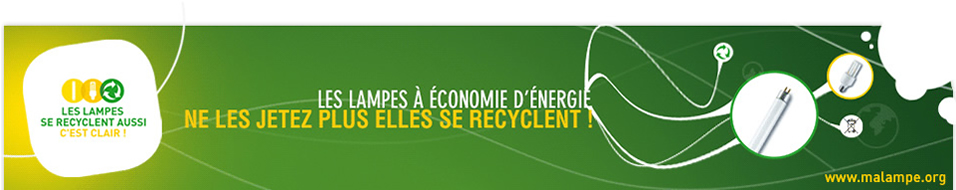 LES LAMPES
SE RECYCLENT AUSSI
C'EST CLAIR !
LES LAMPES À ÉCONOMIE D'ÉNERGIE
NE LES JETEZ PLUS ELLES SE RECYCLENT !
www.malampe.org